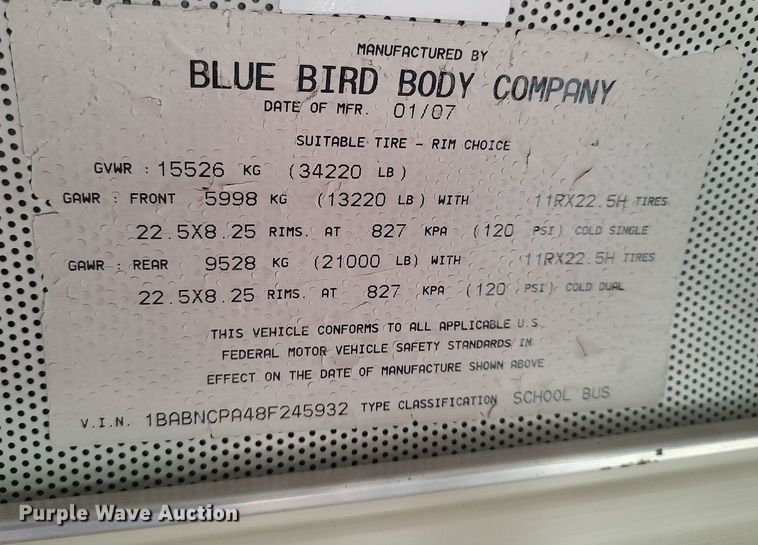 MANUFACTURED BY
BLUE BIRD BODY COMPANY
DATE OF MFR. 01/07
SUITABLE TIRE - RIM CHOICE
GVWR : 15526 KG (34220 LB)
GAWR : FRONT 5998 KG (13220 LB) WITH 11RX22.5H TIRES
22.5X8.25 RIMS. AT 827 KPA (120 PSI) COLD SINGLE
GAWR : REAR 9528 KG (21000 LB) WITH 11RX22.5H TIRES
22.5X8.25 RIMS. AT 827 KPA (120 PSI) COLD DUAL
THIS VEHICLE CONFORMS TO ALL APPLICABLE U.S.
FEDERAL MOTOR VEHICLE SAFETY STANDARDS IN
EFFECT ON THE DATE OF MANUFACTURE SHOWN ABOVE
V.I.N. 1BABNCPA48F245932 TYPE CLASSIFICATION SCHOOL BUS
Purple Wave Auction